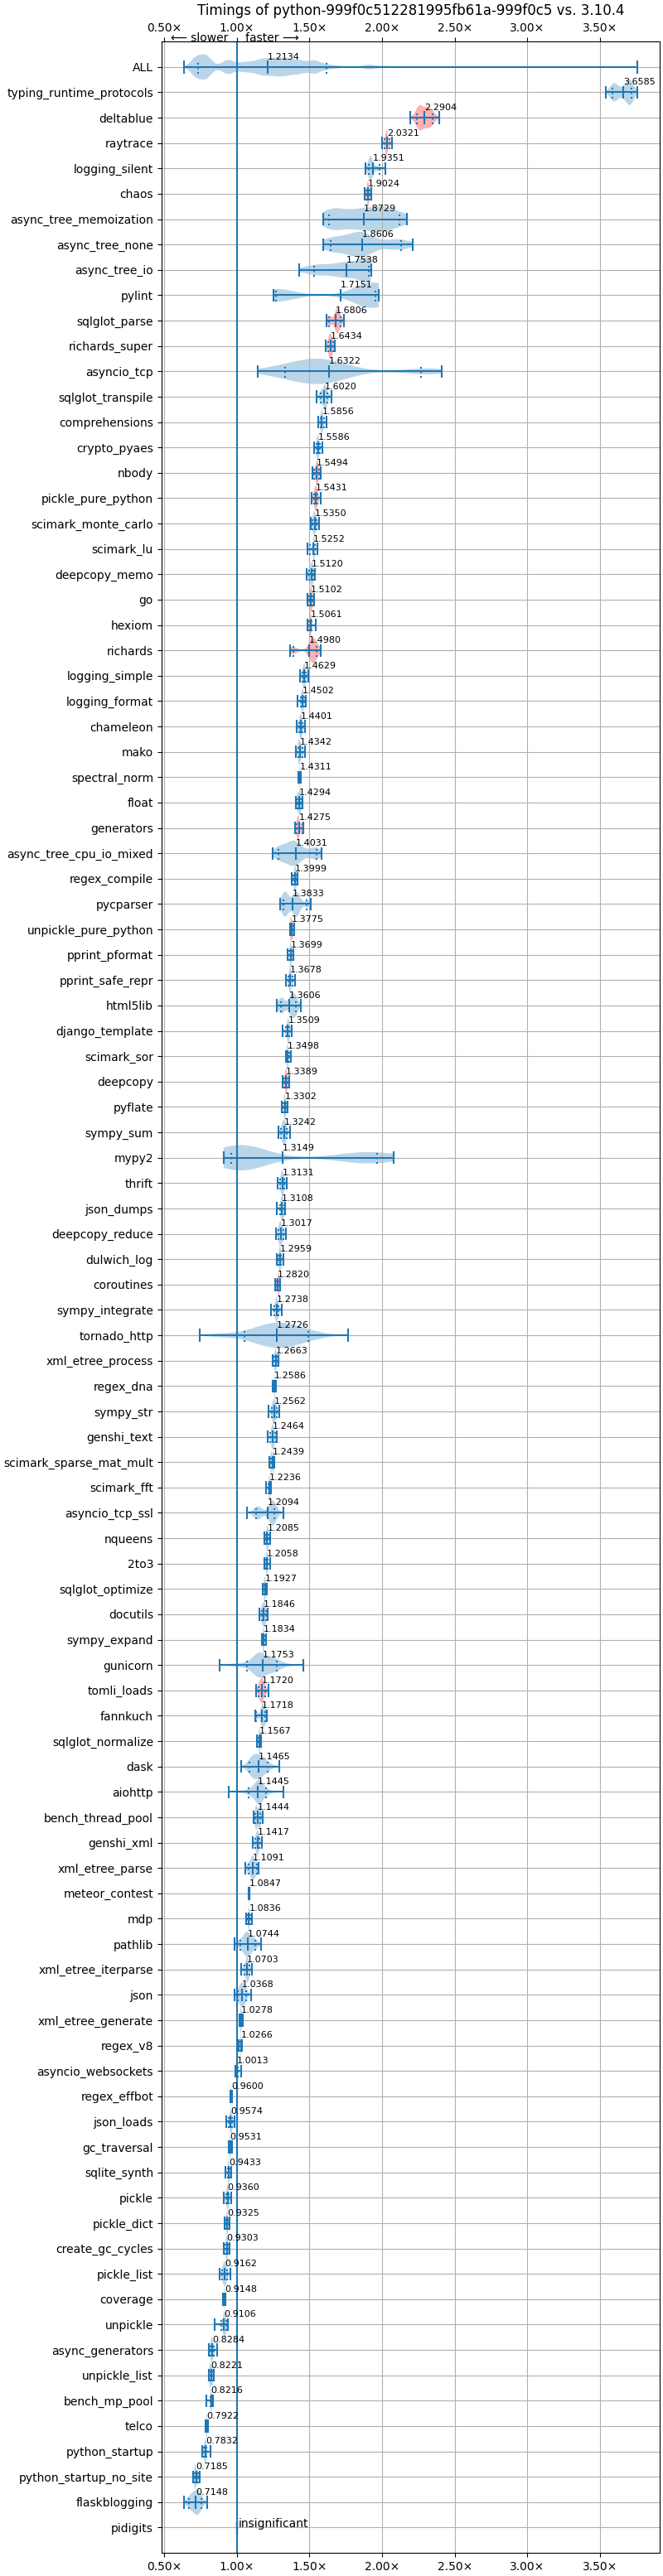 Timings of python-999f0c512281995fb61a-999f0c5 vs. 3.10.4
0.50× 1.00× 1.50× 2.00× 2.50× 3.00× 3.50×
⟵ slower faster ⟶
ALL 1.2134
typing_runtime_protocols 3.6585
deltablue 2.2904
raytrace 2.0321
logging_silent 1.9351
chaos 1.9024
async_tree_memoization 1.8729
async_tree_none 1.8606
async_tree_io 1.7538
pylint 1.7151
sqlglot_parse 1.6806
richards_super 1.6434
asyncio_tcp 1.6322
sqlglot_transpile 1.6020
comprehensions 1.5856
crypto_pyaes 1.5586
nbody 1.5494
pickle_pure_python 1.5431
scimark_monte_carlo 1.5350
scimark_lu 1.5252
deepcopy_memo 1.5120
go 1.5102
hexiom 1.5061
richards 1.4980
logging_simple 1.4629
logging_format 1.4502
chameleon 1.4401
mako 1.4342
spectral_norm 1.4311
float 1.4294
generators 1.4275
async_tree_cpu_io_mixed 1.4031
regex_compile 1.3999
pycparser 1.3833
unpickle_pure_python 1.3775
pprint_pformat 1.3699
pprint_safe_repr 1.3678
html5lib 1.3606
django_template 1.3509
scimark_sor 1.3498
deepcopy 1.3389
pyflate 1.3302
sympy_sum 1.3242
mypy2 1.3149
thrift 1.3131
json_dumps 1.3108
deepcopy_reduce 1.3017
dulwich_log 1.2959
coroutines 1.2820
sympy_integrate 1.2738
tornado_http 1.2726
xml_etree_process 1.2663
regex_dna 1.2586
sympy_str 1.2562
genshi_text 1.2464
scimark_sparse_mat_mult 1.2439
scimark_fft 1.2236
asyncio_tcp_ssl 1.2094
nqueens 1.2085
2to3 1.2058
sqlglot_optimize 1.1927
docutils 1.1846
sympy_expand 1.1834
gunicorn 1.1753
tomli_loads 1.1720
fannkuch 1.1718
sqlglot_normalize 1.1567
dask 1.1465
aiohttp 1.1445
bench_thread_pool 1.1444
genshi_xml 1.1417
xml_etree_parse 1.1091
meteor_contest 1.0847
mdp 1.0836
pathlib 1.0744
xml_etree_iterparse 1.0703
json 1.0368
xml_etree_generate 1.0278
regex_v8 1.0266
asyncio_websockets 1.0013
regex_effbot 0.9600
json_loads 0.9574
gc_traversal 0.9531
sqlite_synth 0.9433
pickle 0.9360
pickle_dict 0.9325
create_gc_cycles 0.9303
pickle_list 0.9162
coverage 0.9148
unpickle 0.9106
async_generators 0.8284
unpickle_list 0.8221
bench_mp_pool 0.8216
telco 0.7922
python_startup 0.7832
python_startup_no_site 0.7185
flaskblogging 0.7148
pidigits insignificant
0.50× 1.00× 1.50× 2.00× 2.50× 3.00× 3.50×